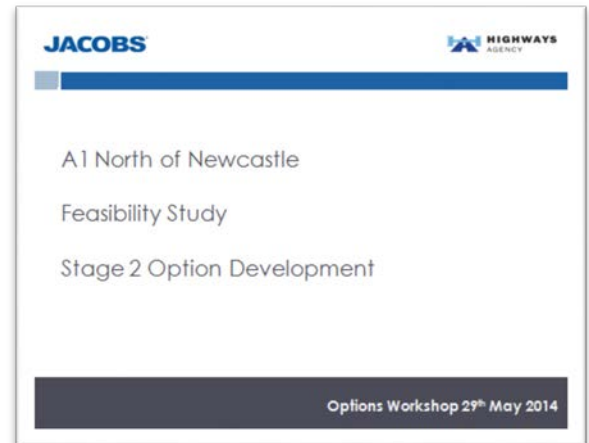 JACOBS
HIGHWAYS
AGENCY
A1 North of Newcastle
Feasibility Study
Stage 2 Option Development
Options Workshop 29th May 2014